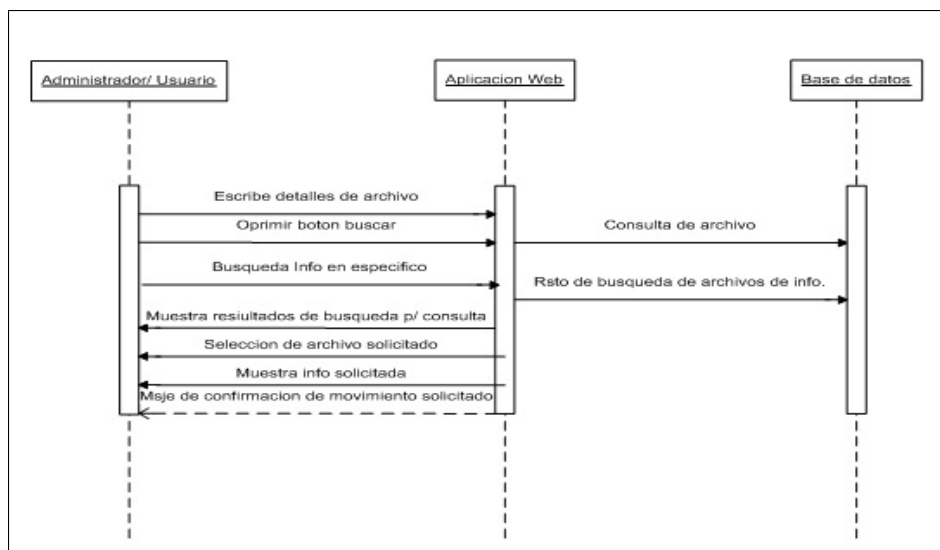 Administrador/ Usuario
Aplicacion Web
Base de datos
Escribe detalles de archivo
Oprimir boton buscar
Consulta de archivo
Busqueda Info en especifico
Rsto de busqueda de archivos de info.
Muestra resiultados de busqueda p/ consulta
Seleccion de archivo solicitado
Muestra info solicitada
Msje de confirmacion de movimiento solicitado